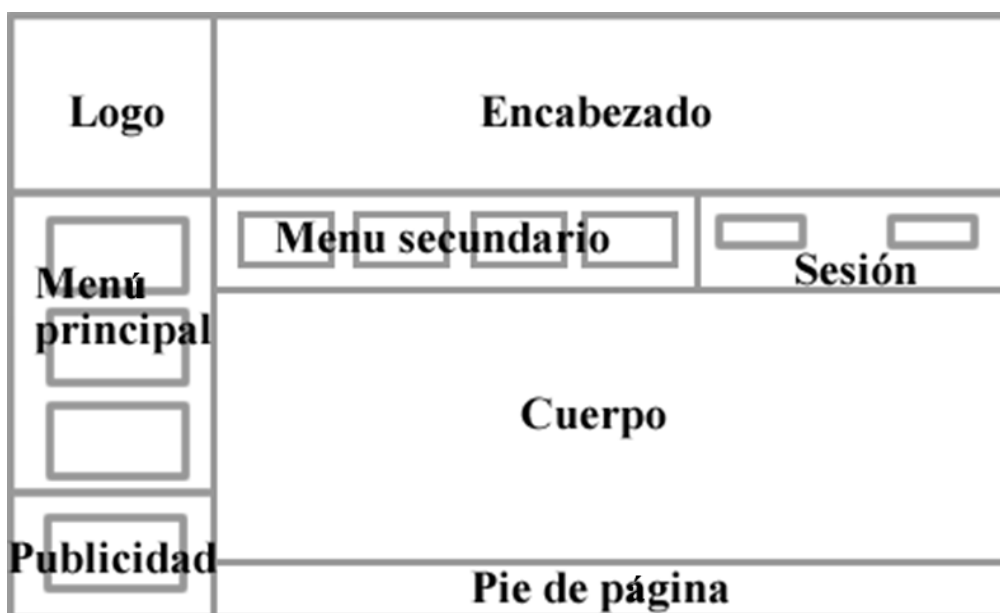 Logo
Encabezado
Menu secundario
Sesión
Menú
principal
Cuerpo
Publicidad
Pie de página